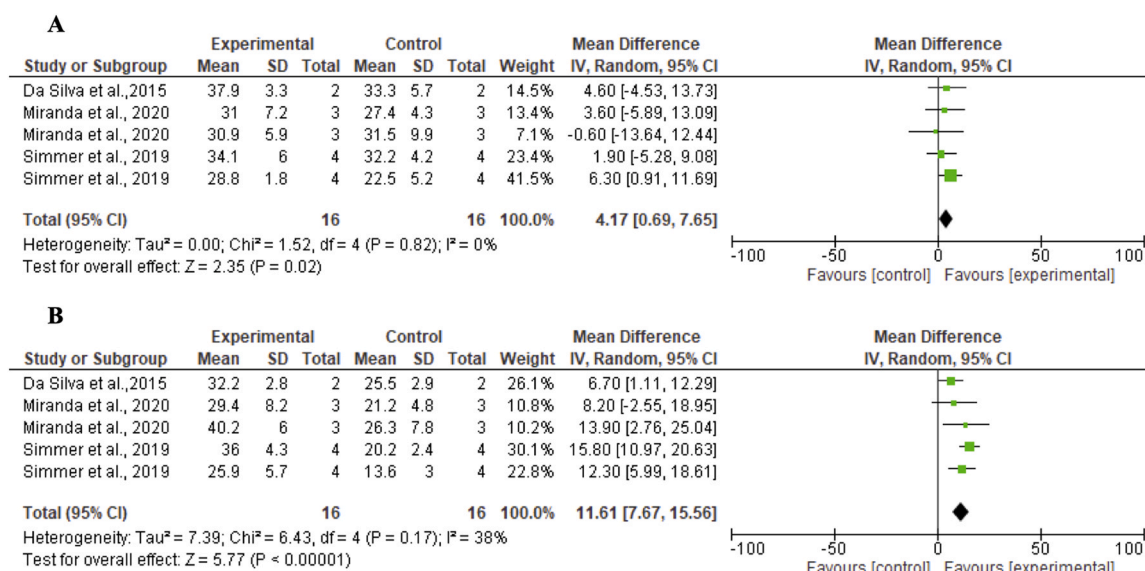 A
Experimental Control Mean Difference Mean Difference
Study or Subgroup Mean SD Total Mean SD Total Weight IV, Random, 95% CI IV, Random, 95% CI
Da Silva et al.,2015 37.9 3.3 2 33.3 5.7 2 14.5% 4.60 [-4.53, 13.73]
Miranda et al., 2020 31 7.2 3 27.4 4.3 3 13.4% 3.60 [-5.89, 13.09]
Miranda et al., 2020 30.9 5.9 3 31.5 9.9 3 7.1% -0.60 [-13.64, 12.44]
Simmer et al., 2019 34.1 6 4 32.2 4.2 4 23.4% 1.90 [-5.28, 9.08]
Simmer et al., 2019 28.8 1.8 4 22.5 5.2 4 41.5% 6.30 [0.91, 11.69]
Total (95% CI) 16 16 100.0% 4.17 [0.69, 7.65]
Heterogeneity: Tau² = 0.00; Chi² = 1.52, df = 4 (P = 0.82); I² = 0%
Test for overall effect: Z = 2.35 (P = 0.02)
-100 -50 0 50 100
Favours [control] Favours [experimental]
B
Experimental Control Mean Difference Mean Difference
Study or Subgroup Mean SD Total Mean SD Total Weight IV, Random, 95% CI IV, Random, 95% CI
Da Silva et al.,2015 32.2 2.8 2 25.5 2.9 2 26.1% 6.70 [1.11, 12.29]
Miranda et al., 2020 29.4 8.2 3 21.2 4.8 3 10.8% 8.20 [-2.55, 18.95]
Miranda et al., 2020 40.2 6 3 26.3 7.8 3 10.2% 13.90 [2.76, 25.04]
Simmer et al., 2019 36 4.3 4 20.2 2.4 4 30.1% 15.80 [10.97, 20.63]
Simmer et al., 2019 25.9 5.7 4 13.6 3 4 22.8% 12.30 [5.99, 18.61]
Total (95% CI) 16 16 100.0% 11.61 [7.67, 15.56]
Heterogeneity: Tau² = 7.39; Chi² = 6.43, df = 4 (P = 0.17); I² = 38%
Test for overall effect: Z = 5.77 (P < 0.00001)
-100 -50 0 50 100
Favours [control] Favours [experimental]